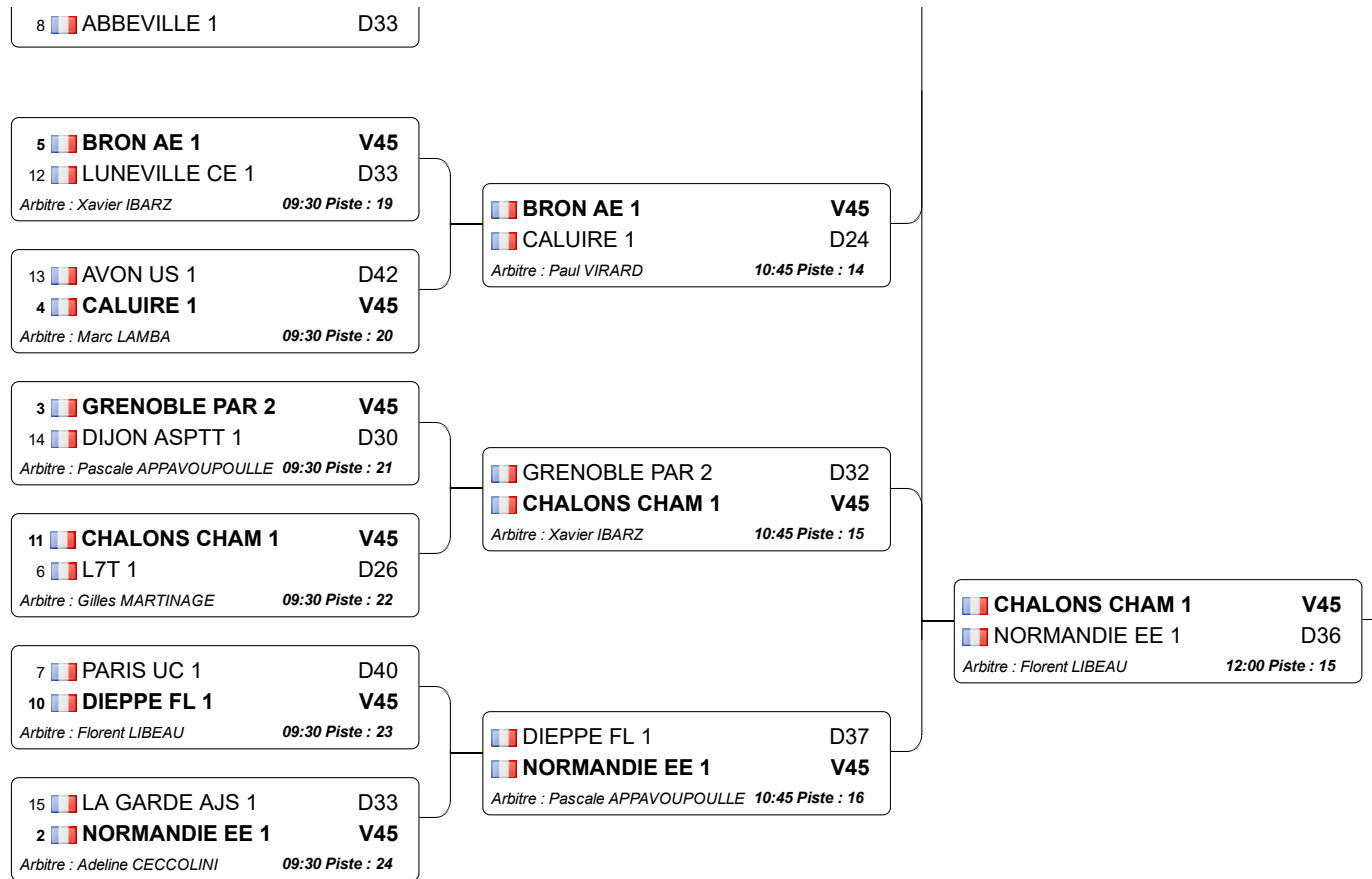 8 ABBEVILLE 1 D33
5 BRON AE 1 V45
12 LUNEVILLE CE 1 D33
Arbitre : Xavier IBARZ 09:30 Piste : 19
13 AVON US 1 D42
4 CALUIRE 1 V45
Arbitre : Marc LAMBA 09:30 Piste : 20
3 GRENOBLE PAR 2 V45
14 DIJON ASPTT 1 D30
Arbitre : Pascale APPAVOUPOULLE 09:30 Piste : 21
11 CHALONS CHAM 1 V45
6 L7T 1 D26
Arbitre : Gilles MARTINAGE 09:30 Piste : 22
7 PARIS UC 1 D40
10 DIEPPE FL 1 V45
Arbitre : Florent LIBEAU 09:30 Piste : 23
15 LA GARDE AJS 1 D33
2 NORMANDIE EE 1 V45
Arbitre : Adeline CECCOLINI 09:30 Piste : 24
BRON AE 1 V45
CALUIRE 1 D24
Arbitre : Paul VIRARD 10:45 Piste : 14
GRENOBLE PAR 2 D32
CHALONS CHAM 1 V45
Arbitre : Xavier IBARZ 10:45 Piste : 15
DIEPPE FL 1 D37
NORMANDIE EE 1 V45
Arbitre : Pascale APPAVOUPOULLE 10:45 Piste : 16
CHALONS CHAM 1 V45
NORMANDIE EE 1 D36
Arbitre : Florent LIBEAU 12:00 Piste : 15